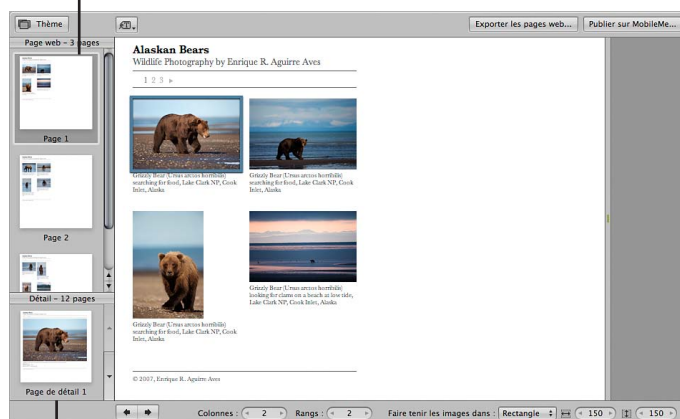 Thème
Exporter les pages web...
Publier sur MobileMe...
Page web – 3 pages
Page 1
Page 2
Détail – 12 pages
Page de détail 1
Alaskan Bears
Wildlife Photography by Enrique R. Aguirre Aves
1 2 3
Grizzly Bear (Ursus arctos horribilis)
searching for food, Lake Clark NP, Cook
Inlet, Alaska
Grizzly Bear (Ursus arctos horribilis)
searching for food, Lake Clark NP, Cook
Inlet, Alaska
Grizzly Bear (Ursus arctos horribilis)
searching for food, Lake Clark NP, Cook
Inlet, Alaska
Grizzly Bear (Ursus arctos horribilis)
looking for clams on a beach at low tide,
Lake Clark NP, Cook Inlet, Alaska
© 2007, Enrique R. Aguirre Aves
Colonnes : 2 Rangs : 2 Faire tenir les images dans : Rectangle 150 150